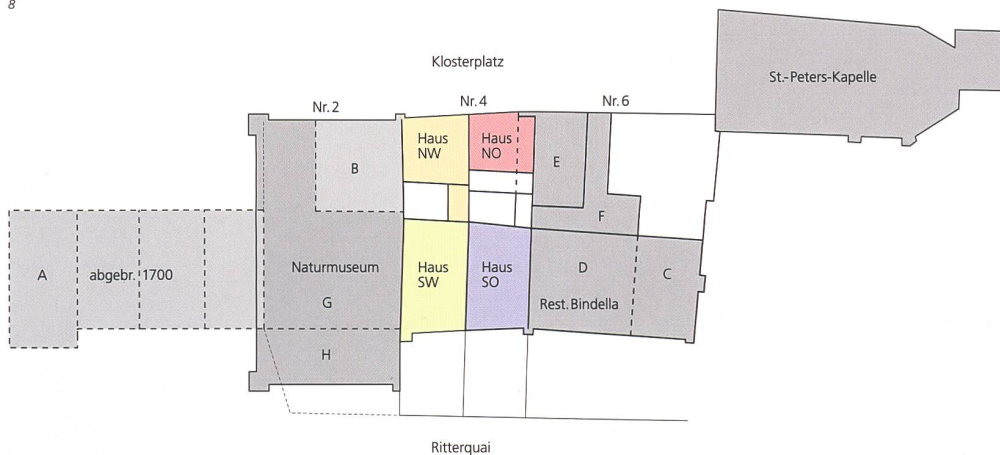 8
Klosterplatz
St.-Peters-Kapelle
Nr. 2
Nr. 4
Nr. 6
Haus
NW
Haus
NO
B
E
F
A
abgebr. 1700
Naturmuseum
G
Haus
SW
Haus
SO
D
C
Rest. Bindella
H
Ritterquai